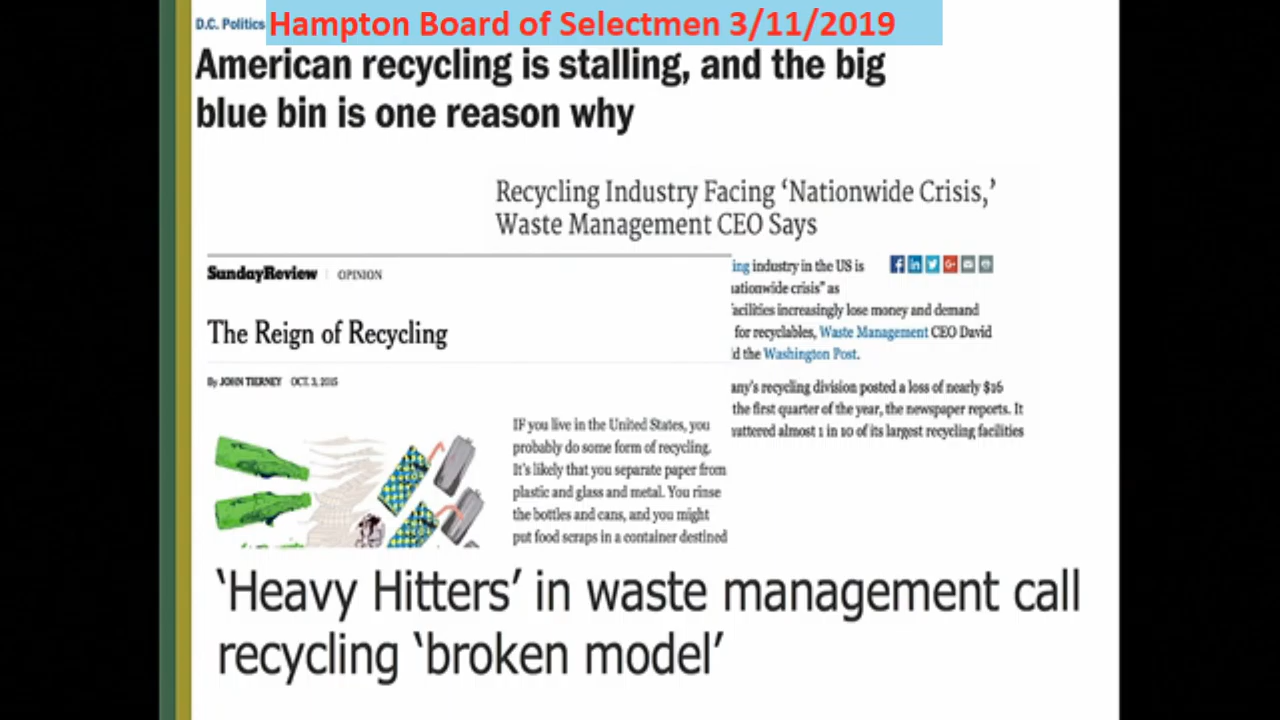 D.C. Politics
Hampton Board of Selectmen 3/11/2019
American recycling is stalling, and the big
blue bin is one reason why
Recycling Industry Facing ‘Nationwide Crisis,’
Waste Management CEO Says
ing industry in the US is
nationwide crisis” as
facilities increasingly lose money and demand
for recyclables, Waste Management CEO David
d the Washington Post.
any's recycling division posted a loss of nearly $16
the first quarter of the year, the newspaper reports. It
uttered almost 1 in 10 of its largest recycling facilities
SundayReview | OPINION
The Reign of Recycling
By JOHN TIERNEY OCT. 3, 2015
IF you live in the United States, you
probably do some form of recycling.
It's likely that you separate paper from
plastic and glass and metal. You rinse
the bottles and cans, and you might
put food scraps in a container destined
‘Heavy Hitters’ in waste management call
recycling ‘broken model’